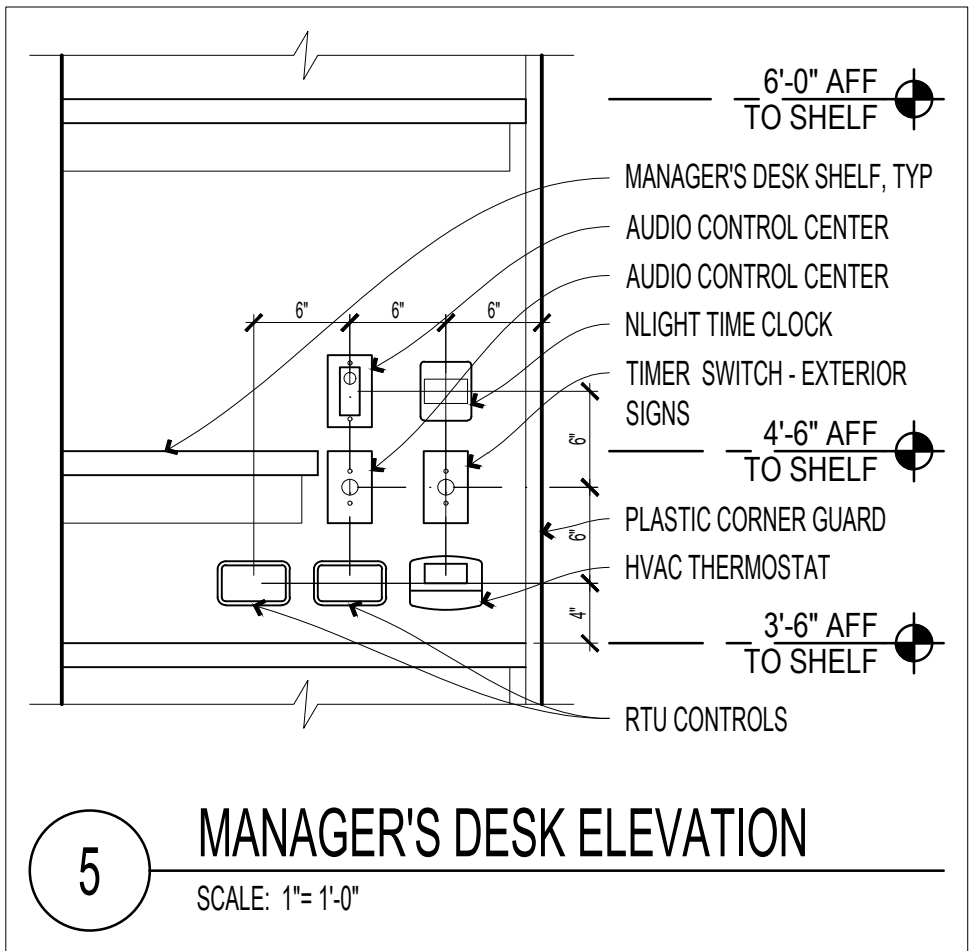 6'-0" AFF
TO SHELF
MANAGER'S DESK SHELF, TYP
AUDIO CONTROL CENTER
AUDIO CONTROL CENTER
6" 6" 6"
NLIGHT TIME CLOCK
TIMER SWITCH - EXTERIOR
SIGNS
6"
4'-6" AFF
TO SHELF
PLASTIC CORNER GUARD
6"
HVAC THERMOSTAT
4"
3'-6" AFF
TO SHELF
RTU CONTROLS
5
MANAGER'S DESK ELEVATION
SCALE: 1"= 1'-0"